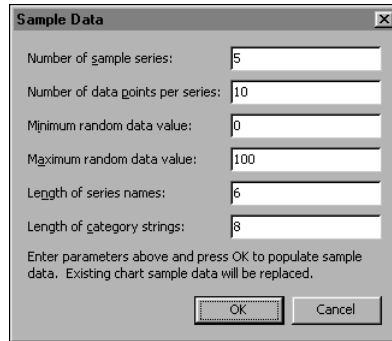 Sample Data
Number of sample series: 5
Number of data points per series: 10
Minimum random data value: 0
Maximum random data value: 100
Length of series names: 6
Length of category strings: 8
Enter parameters above and press OK to populate sample
data. Existing chart sample data will be replaced.
OK Cancel